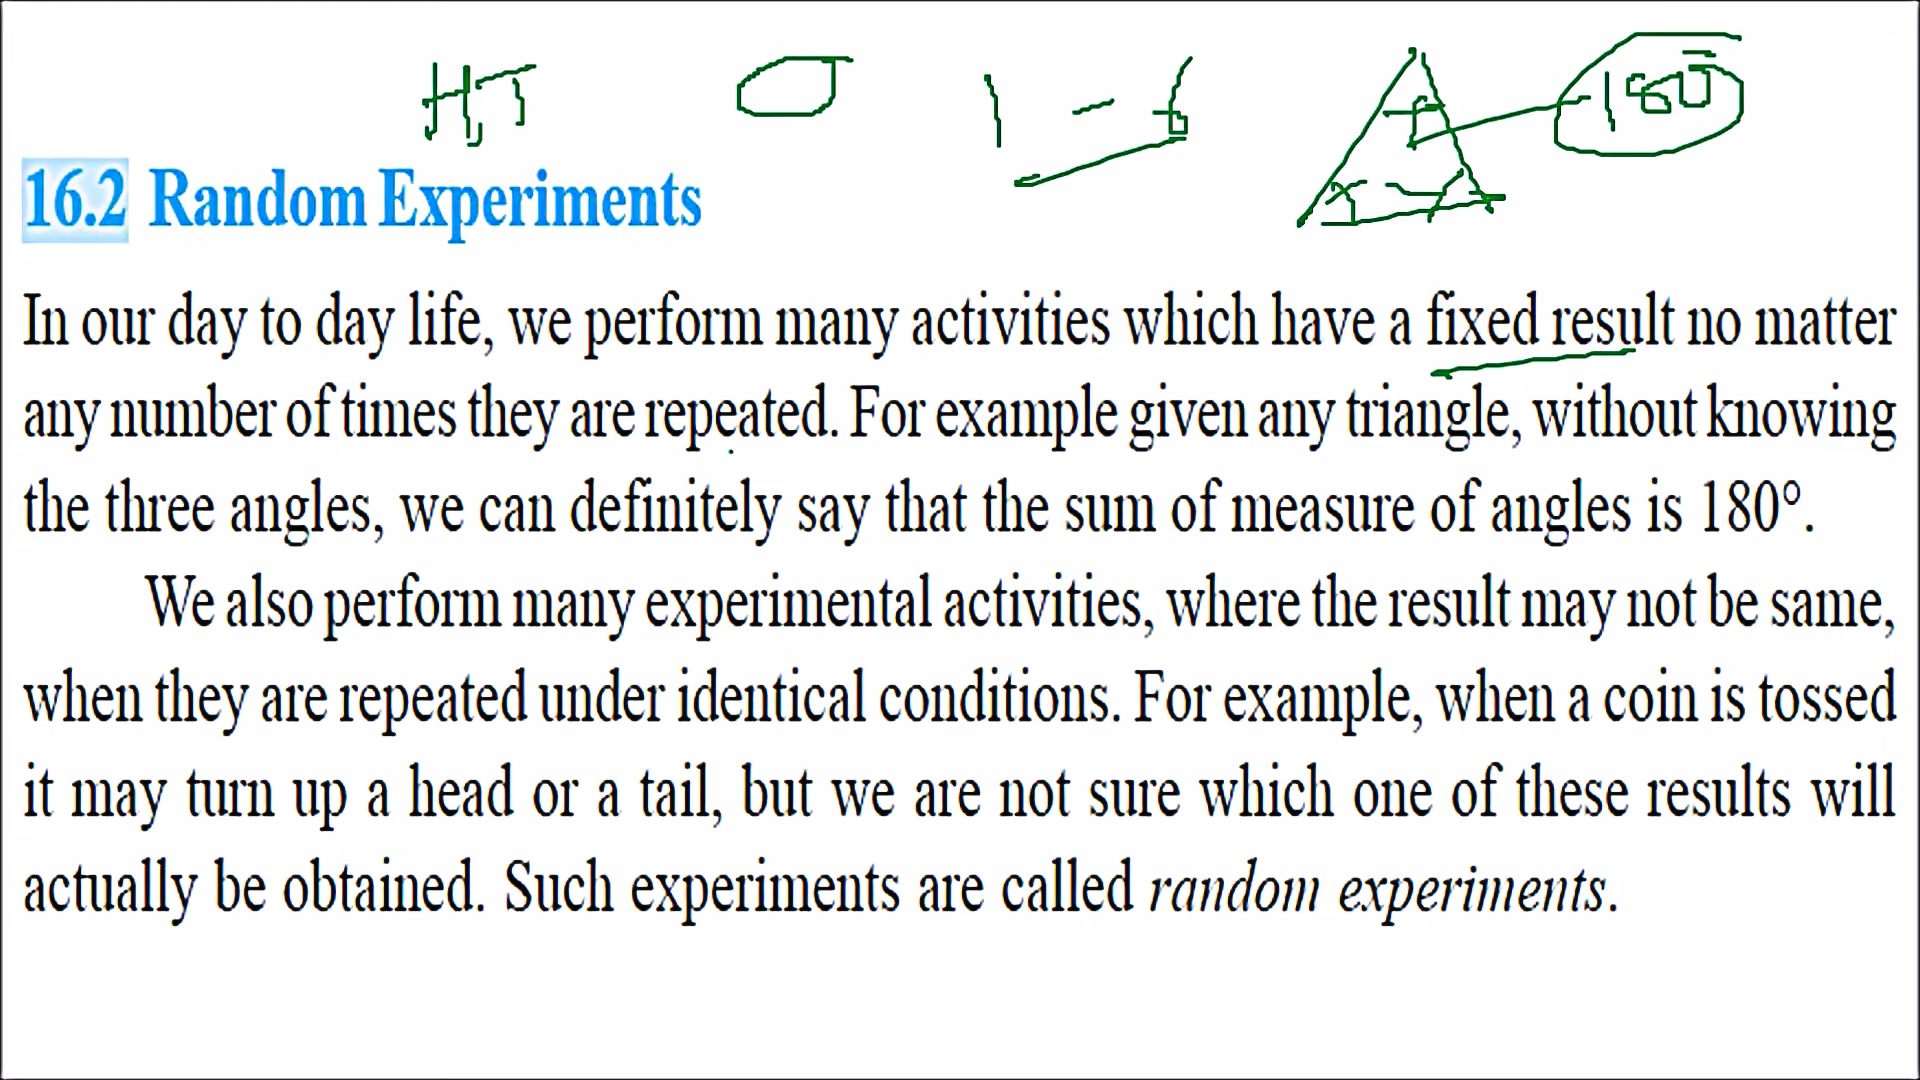 H,T 1 - 6 180
16.2 Random Experiments
In our day to day life, we perform many activities which have a fixed result no matter
any number of times they are repeated. For example given any triangle, without knowing
the three angles, we can definitely say that the sum of measure of angles is 180°.
We also perform many experimental activities, where the result may not be same,
when they are repeated under identical conditions. For example, when a coin is tossed
it may turn up a head or a tail, but we are not sure which one of these results will
actually be obtained. Such experiments are called random experiments.